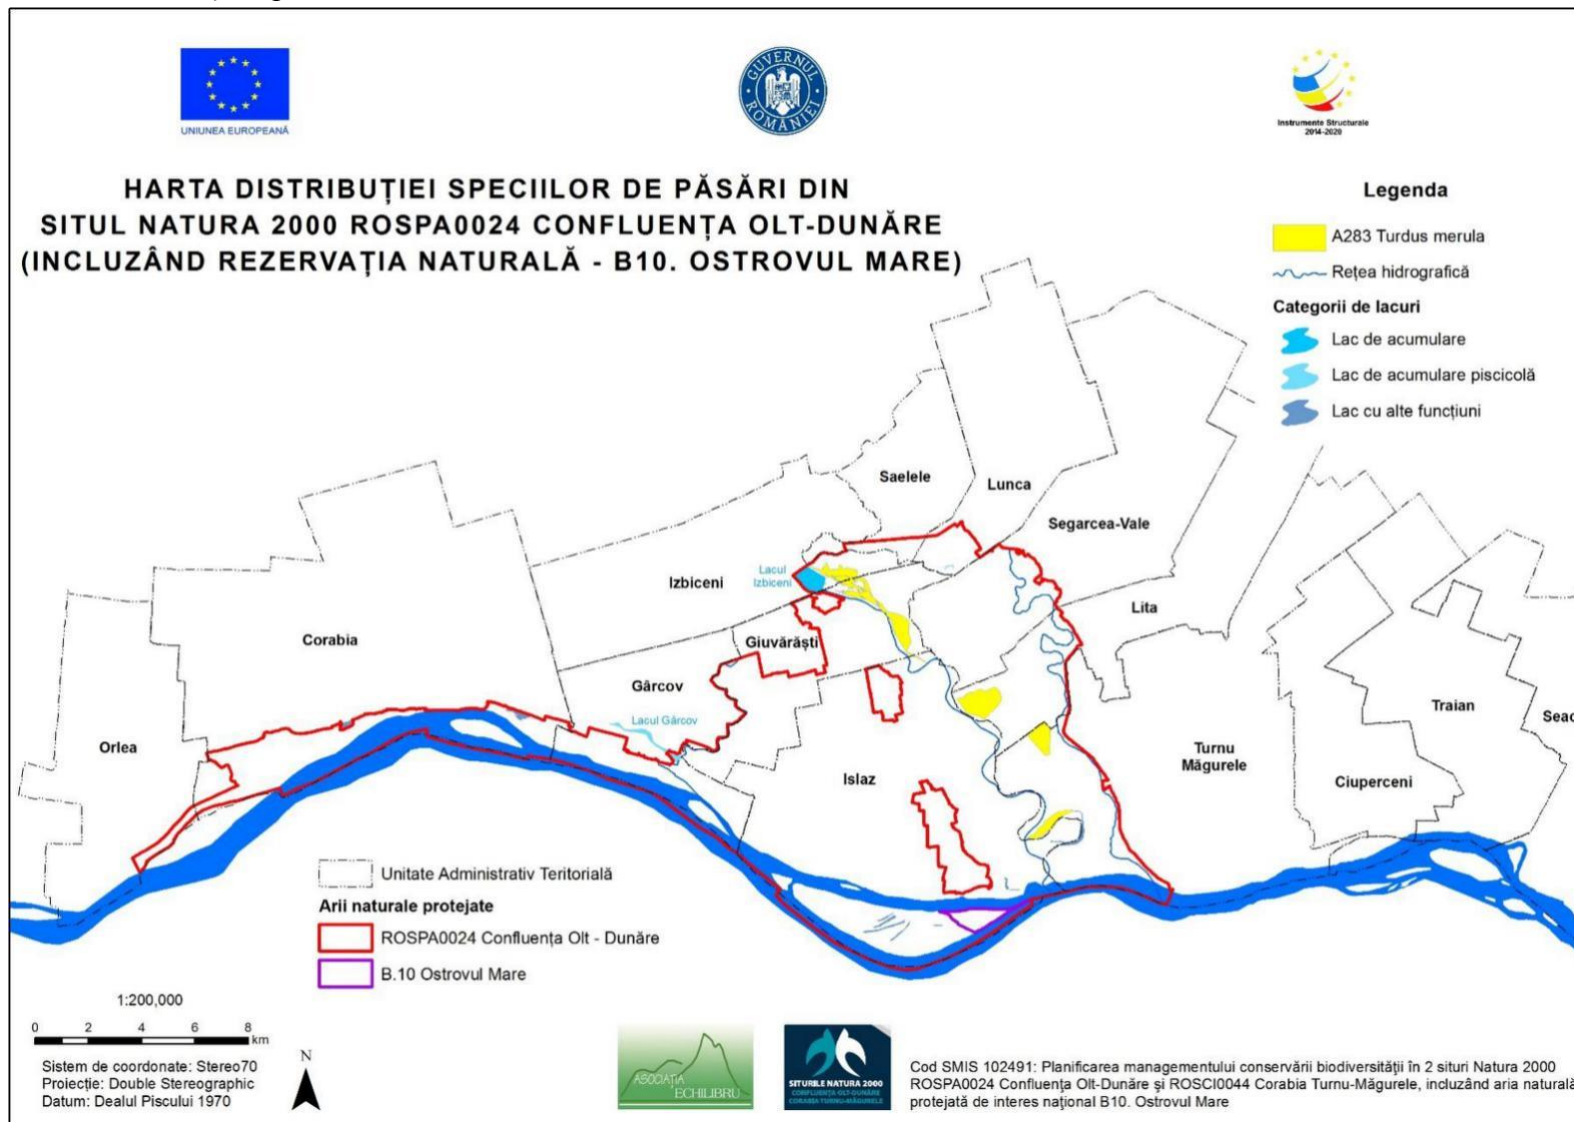 UNIUNEA EUROPEANĂ
GUVERNUL ROMÂNIEI
Instrumente Structurale
2014-2020
HARTA DISTRIBUȚIEI SPECIILOR DE PĂSĂRI DIN
SITUL NATURA 2000 ROSPA0024 CONFLUENȚA OLT-DUNĂRE
(INCLUZÂND REZERVAȚIA NATURALĂ - B10. OSTROVUL MARE)
Legenda
A283 Turdus merula
Rețea hidrografică
Categorii de lacuri
Lac de acumulare
Lac de acumulare piscicolă
Lac cu alte funcțiuni
Saelele
Lunca
Segarcea-Vale
Izbiceni
Lacul
Izbiceni
Lita
Corabia
Giuvărăști
Gârcov
Lacul Gârcov
Orlea
Islaz
Turnu
Măgurele
Traian
Seac
Ciuperceni
Unitate Administrativ Teritorială
Arii naturale protejate
ROSPA0024 Confluența Olt - Dunăre
B.10 Ostrovul Mare
1:200,000
0 2 4 6 8
km
Sistem de coordonate: Stereo70
Proiecție: Double Stereographic
Datum: Dealul Piscului 1970
N
ASOCIAȚIA
ECHILIBRU
SITURILE NATURA 2000
CONFLUENȚA OLT-DUNĂRE
CORABIA TURNU-MĂGURELE
Cod SMIS 102491: Planificarea managementului conservării biodiversității în 2 situri Natura 2000
ROSPA0024 Confluența Olt-Dunăre și ROSCI0044 Corabia Turnu-Măgurele, incluzând aria naturală
protejată de interes național B10. Ostrovul Mare